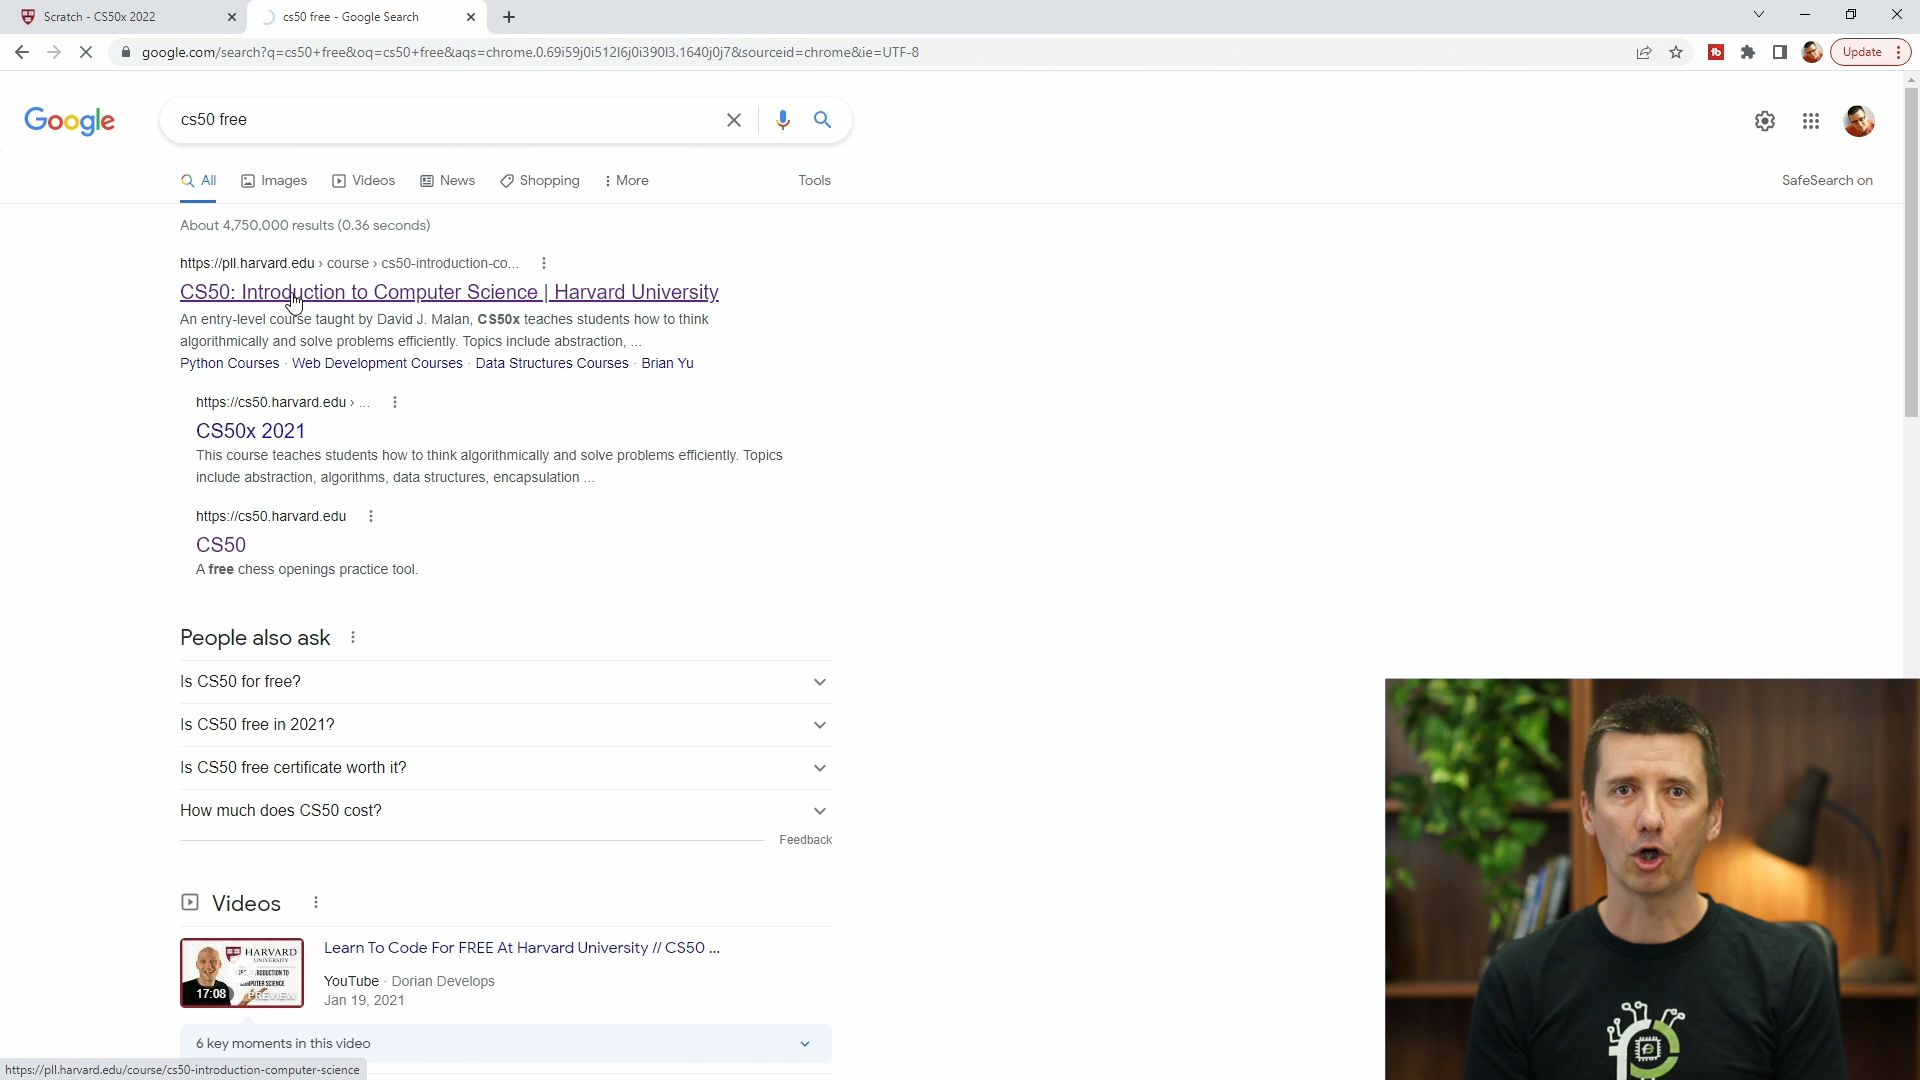 Scratch - CS50x 2022
cs50 free - Google Search
google.com/search?q=cs50+free&oq=cs50+free&aqs=chrome.0.69i59j0i512l6j0i390l3.1640j0j7&sourceid=chrome&ie=UTF-8
Update
Google
cs50 free
All Images Videos News Shopping More Tools SafeSearch on
About 4,750,000 results (0.36 seconds)
https://pll.harvard.edu › course › cs50-introduction-co...
CS50: Introduction to Computer Science | Harvard University
An entry-level course taught by David J. Malan, CS50x teaches students how to think
algorithmically and solve problems efficiently. Topics include abstraction, ...
Python Courses · Web Development Courses · Data Structures Courses · Brian Yu
https://cs50.harvard.edu › ...
CS50x 2021
This course teaches students how to think algorithmically and solve problems efficiently. Topics
include abstraction, algorithms, data structures, encapsulation ...
https://cs50.harvard.edu
CS50
A free chess openings practice tool.
People also ask
Is CS50 for free?
Is CS50 free in 2021?
Is CS50 free certificate worth it?
How much does CS50 cost?
Feedback
Videos
HARVARD
UNIVERSITY
COMPUTER SCIENCE
17:08
PREVIEW
Learn To Code For FREE At Harvard University // CS50 ...
YouTube · Dorian Develops
Jan 19, 2021
6 key moments in this video
https://pll.harvard.edu/course/cs50-introduction-computer-science